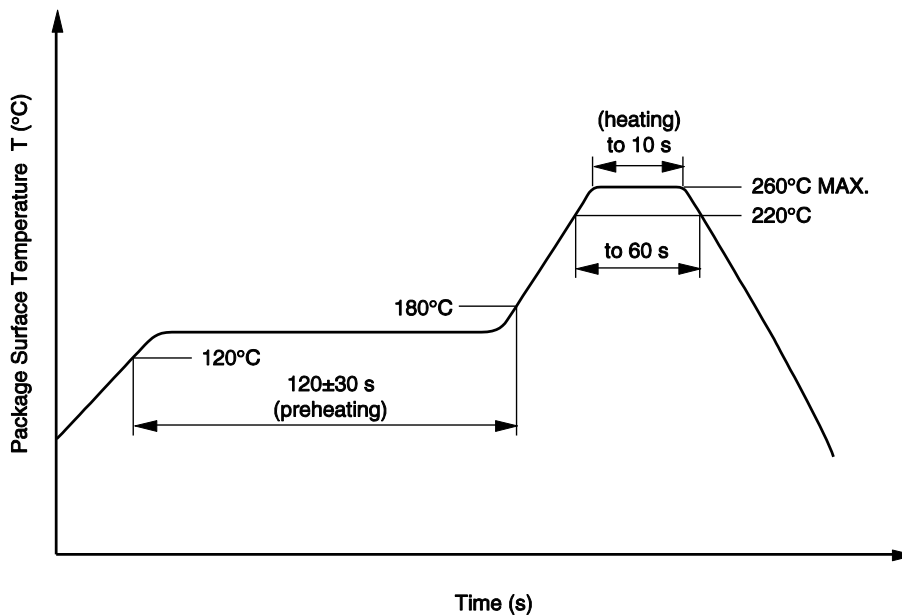 Package Surface Temperature T (°C)
(heating)
to 10 s
260°C MAX.
220°C
to 60 s
180°C
120°C
120±30 s
(preheating)
Time (s)